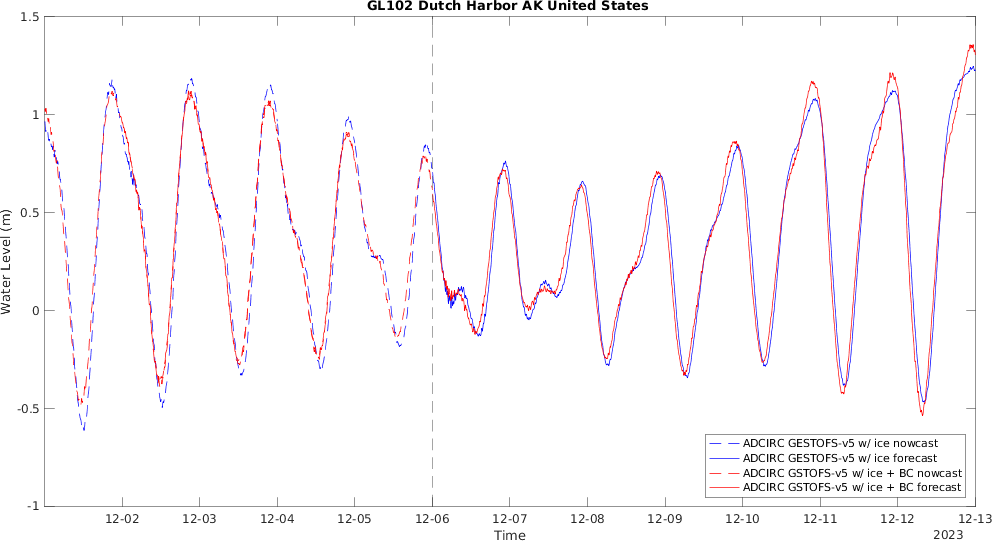 GL102 Dutch Harbor AK United States
1.5
1
0.5
0
-0.5
-1
Water Level (m)
12-02 12-03 12-04 12-05 12-06 12-07 12-08 12-09 12-10 12-11 12-12 12-13
Time
2023
ADCIRC GESTOFS-v5 w/ ice nowcast
ADCIRC GESTOFS-v5 w/ ice forecast
ADCIRC GSTOFS-v5 w/ ice + BC nowcast
ADCIRC GSTOFS-v5 w/ ice + BC forecast